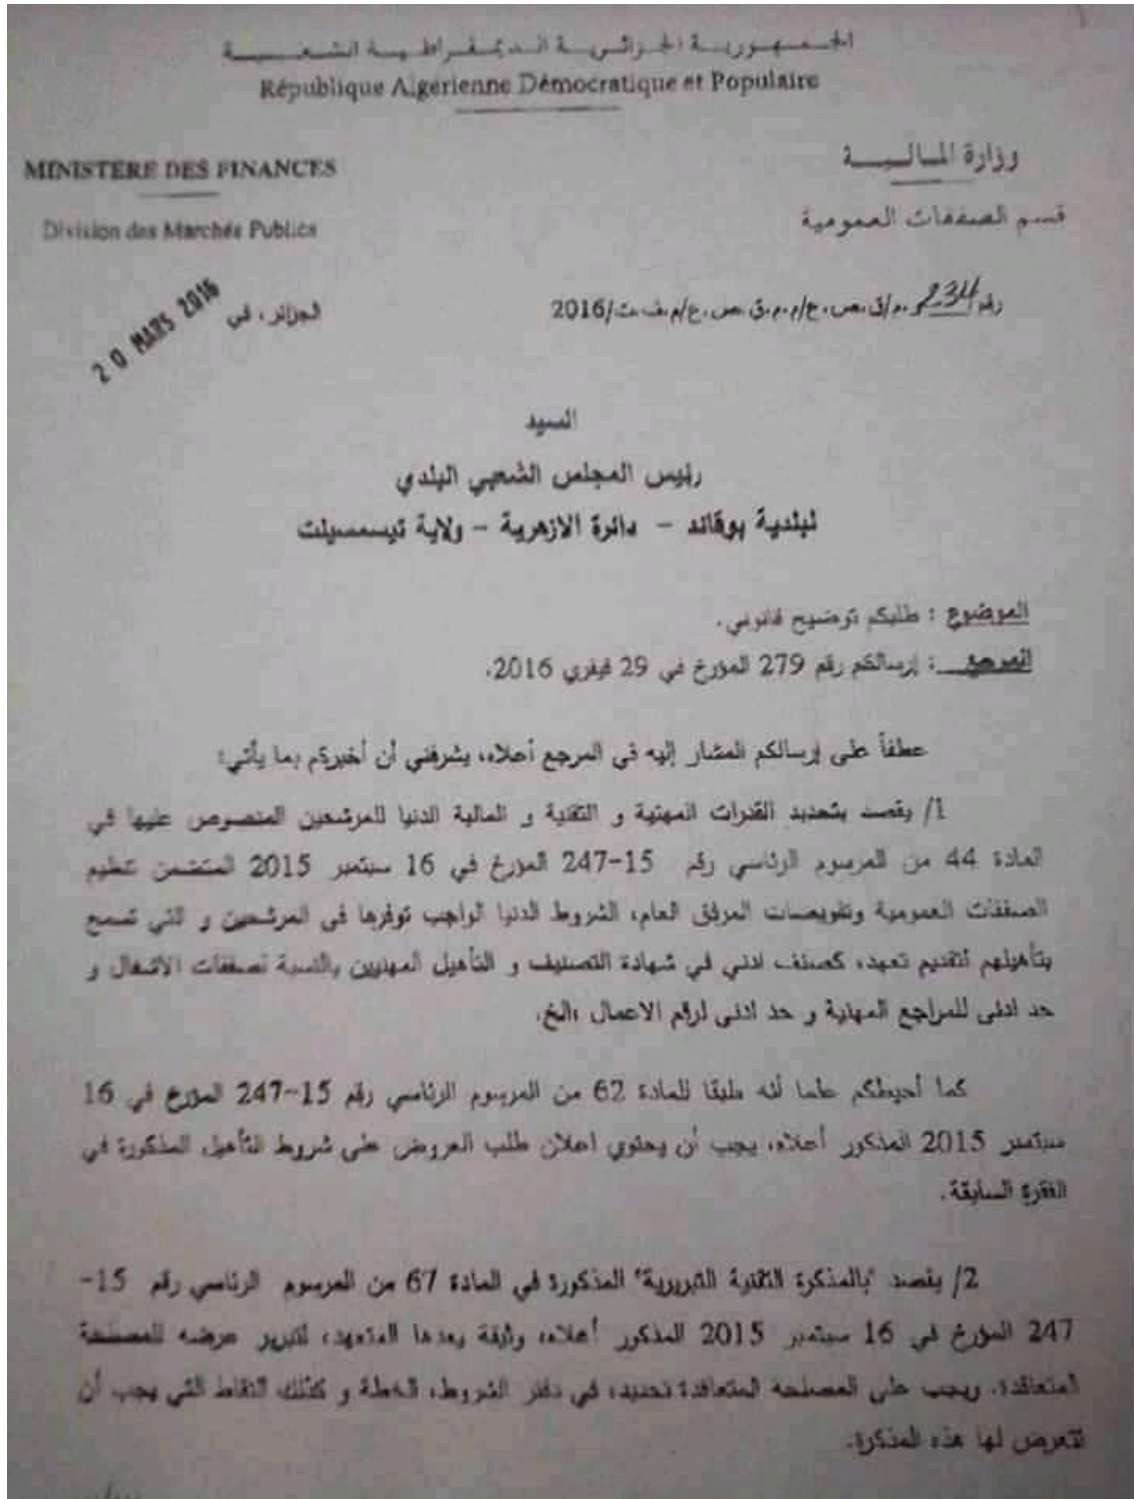 الجمهورية الجزائرية الديمقراطية الشعبية
République Algérienne Démocratique et Populaire
MINISTERE DES FINANCES
وزارة المالية
Division des Marchés Publics
قسم الصفقات العمومية
رقم 234 م/ق.ص.ع/م.م.ق.ص.ع/م.ف.ت/2016
الجزائر، في 20 MARS 2016
السيد
رئيس المجلس الشعبي البلدي
لبلدية بوقائد - دائرة الازهرية - ولاية تيسمسيلت
الموضوع : طلبكم توضيح قانوني.
المرجع : إرسالكم رقم 279 المؤرخ في 29 فيفري 2016.
عطفاً على إرسالكم المشار إليه في المرجع أعلاه، يشرفني أن أخبركم بما يأتي:
1/ يقصد بتحديد القدرات المهنية و التقنية و المالية الدنيا للمرشحين المنصوص عليها في
المادة 44 من المرسوم الرئاسي رقم 15-247 المؤرخ في 16 سبتمبر 2015 المتضمن تنظيم
الصفقات العمومية وتفويضات المرفق العام، الشروط الدنيا الواجب توفرها في المرشحين و التي تسمح
بتأهيلهم لتقديم تعهد، كصنف ادني في شهادة التصنيف و التأهيل المهنيين بالنسبة لصفقات الاشغال و
حد ادنى للمراجع المهنية و حد ادنى لرقم الاعمال ،الخ.
كما أحيطكم علما أنه طبقا للمادة 62 من المرسوم الرئاسي رقم 15-247 المؤرخ في 16
سبتمبر 2015 المذكور أعلاه، يجب أن يحتوي اعلان طلب العروض على شروط التأهيل المذكورة في
الفقرة السابقة.
2/ يقصد "بالمذكرة التقنية التبريرية" المذكورة في المادة 67 من المرسوم الرئاسي رقم 15-
247 المؤرخ في 16 سبتمبر 2015 المذكور أعلاه، وثيقة يعدها المتعهد، لتبرير عرضه للمصلحة
المتعاقدة. ويجب على المصلحة المتعاقدة تحديد، في دفتر الشروط، الخطة و كذلك النقاط التي يجب أن
تتعرض لها هذه المذكرة.